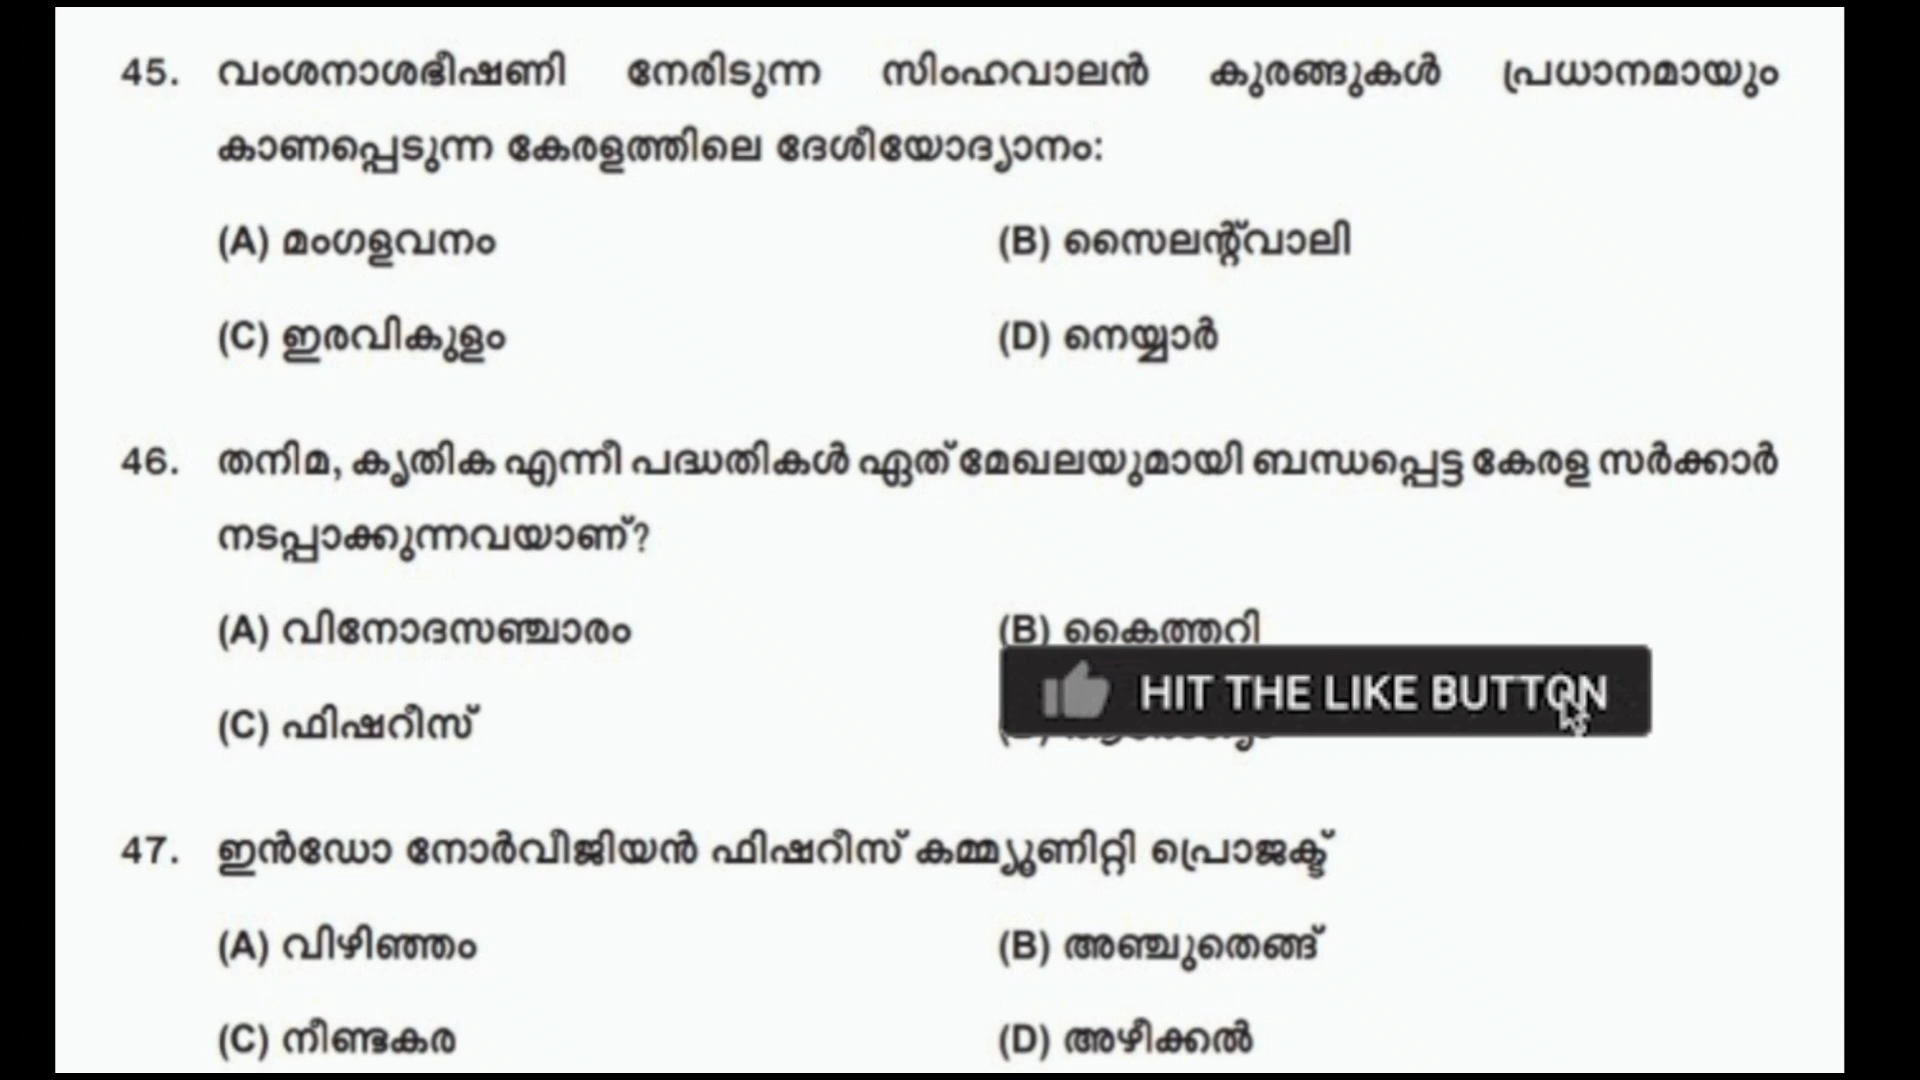 45. വംശനാശഭീഷണി നേരിടുന്ന സിംഹവാലൻ കുരങ്ങുകൾ പ്രധാനമായും
കാണപ്പെടുന്ന കേരളത്തിലെ ദേശീയോദ്യാനം:
(A) മംഗളവനം (B) സൈലന്റ്‌വാലി
(C) ഇരവികുളം (D) നെയ്യാർ
46. തനിമ, കൃതിക എന്നീ പദ്ധതികൾ ഏത് മേഖലയുമായി ബന്ധപ്പെട്ട കേരള സർക്കാർ
നടപ്പാക്കുന്നവയാണ്?
(A) വിനോദസഞ്ചാരം (B) കൈത്തറി
HIT THE LIKE BUTTON
(C) ഫിഷറീസ്
47. ഇൻഡോ നോർവീജിയൻ ഫിഷറീസ് കമ്മ്യൂണിറ്റി പ്രൊജക്ട്
(A) വിഴിഞ്ഞം (B) അഞ്ചുതെങ്ങ്
(C) നീണ്ടകര (D) അഴീക്കൽ